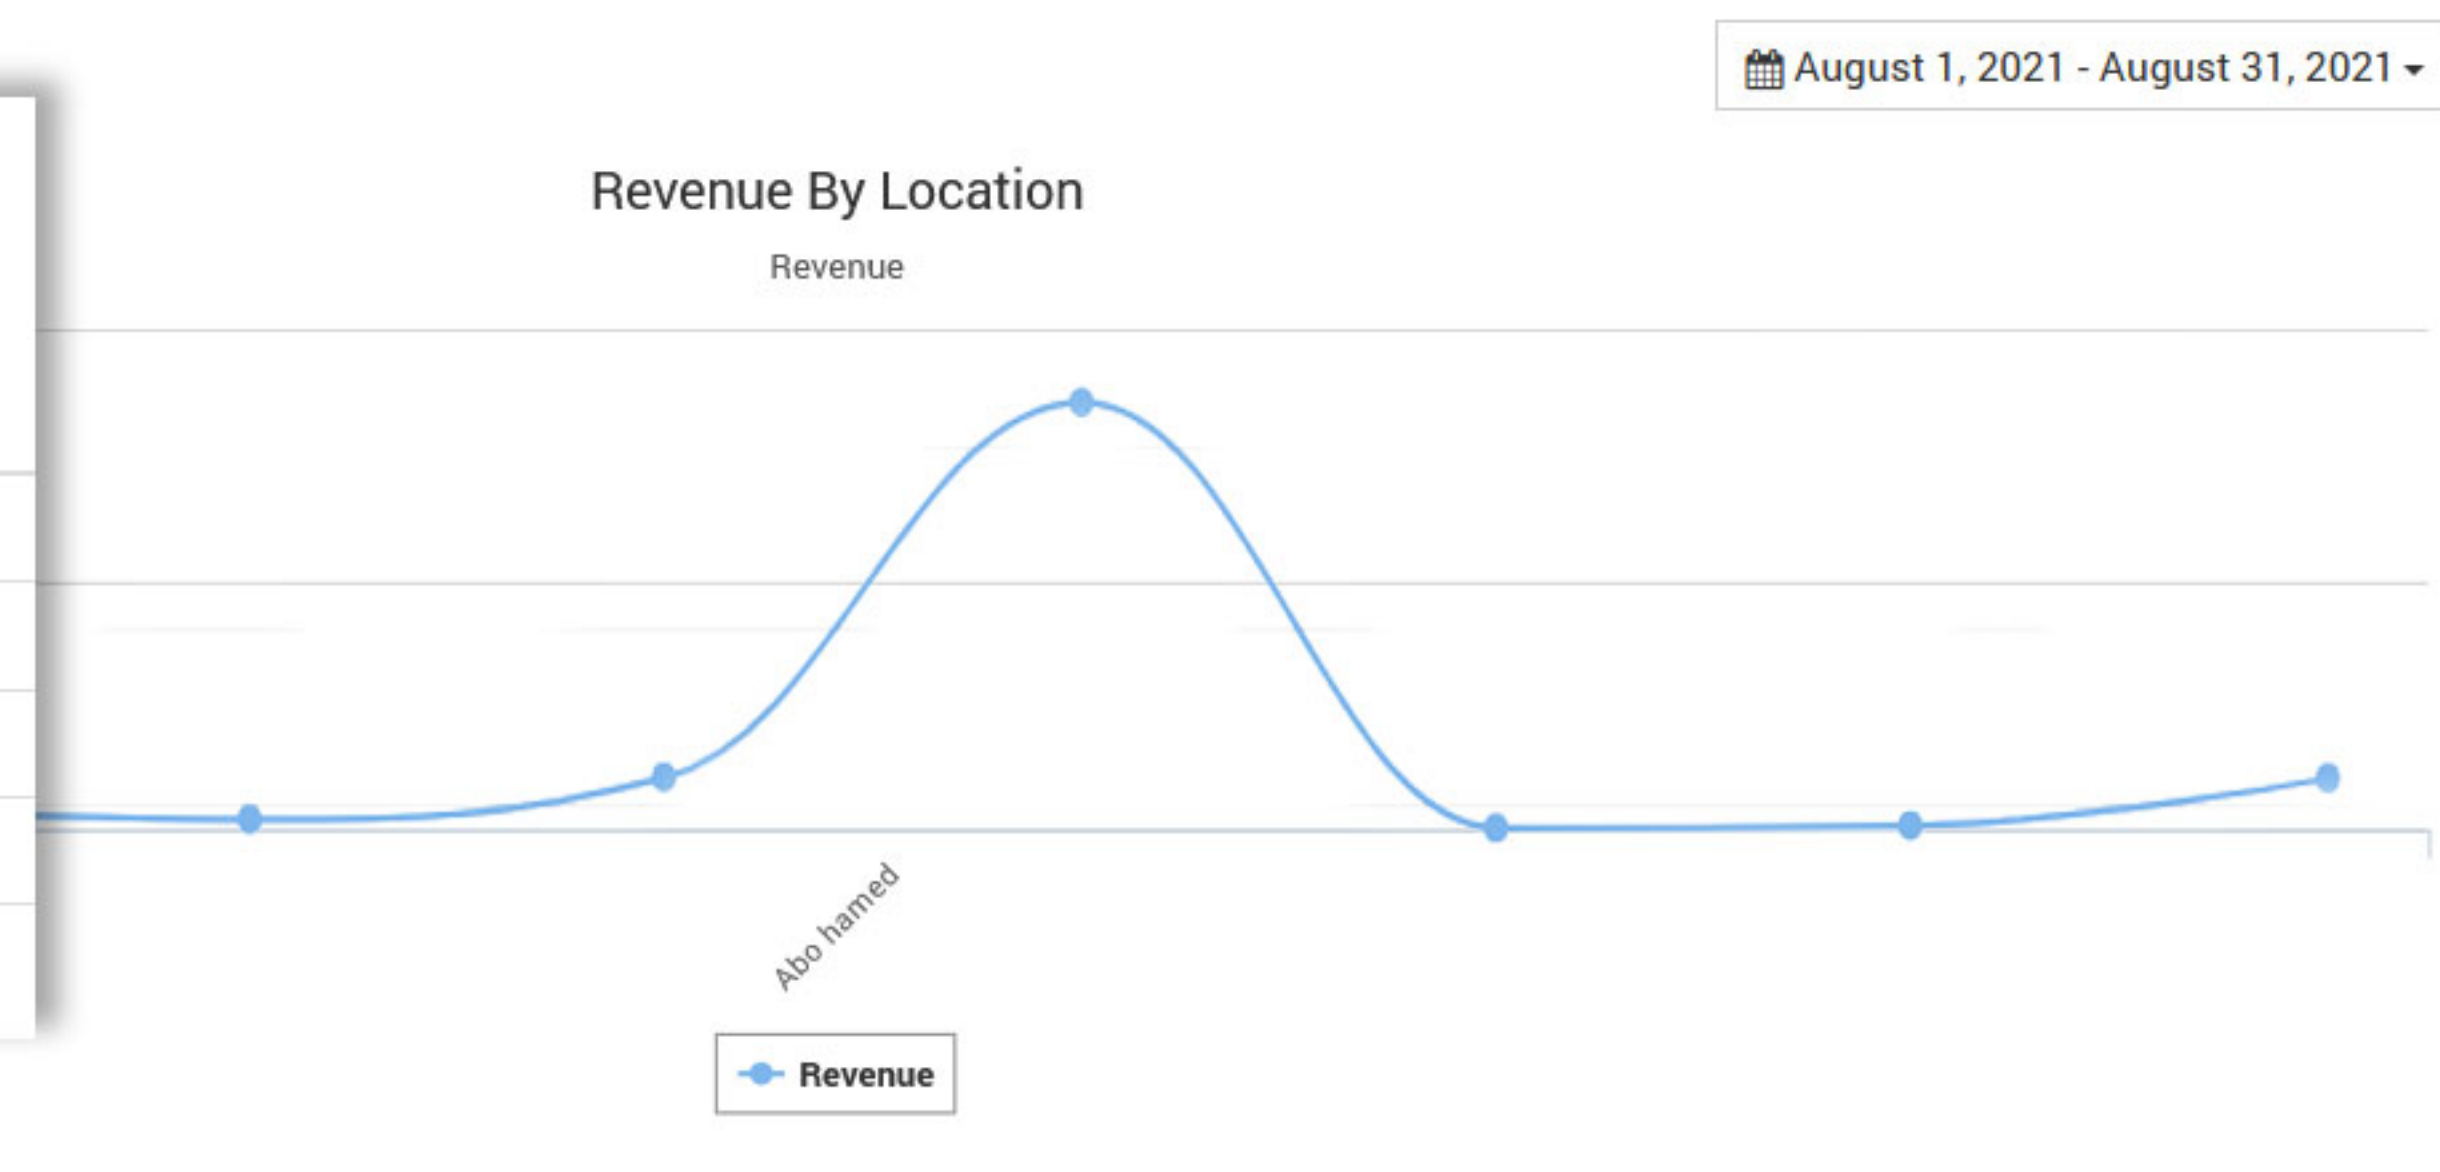 August 1, 2021 - August 31, 2021
Revenue By Location
Revenue
Abo hamed
Revenue